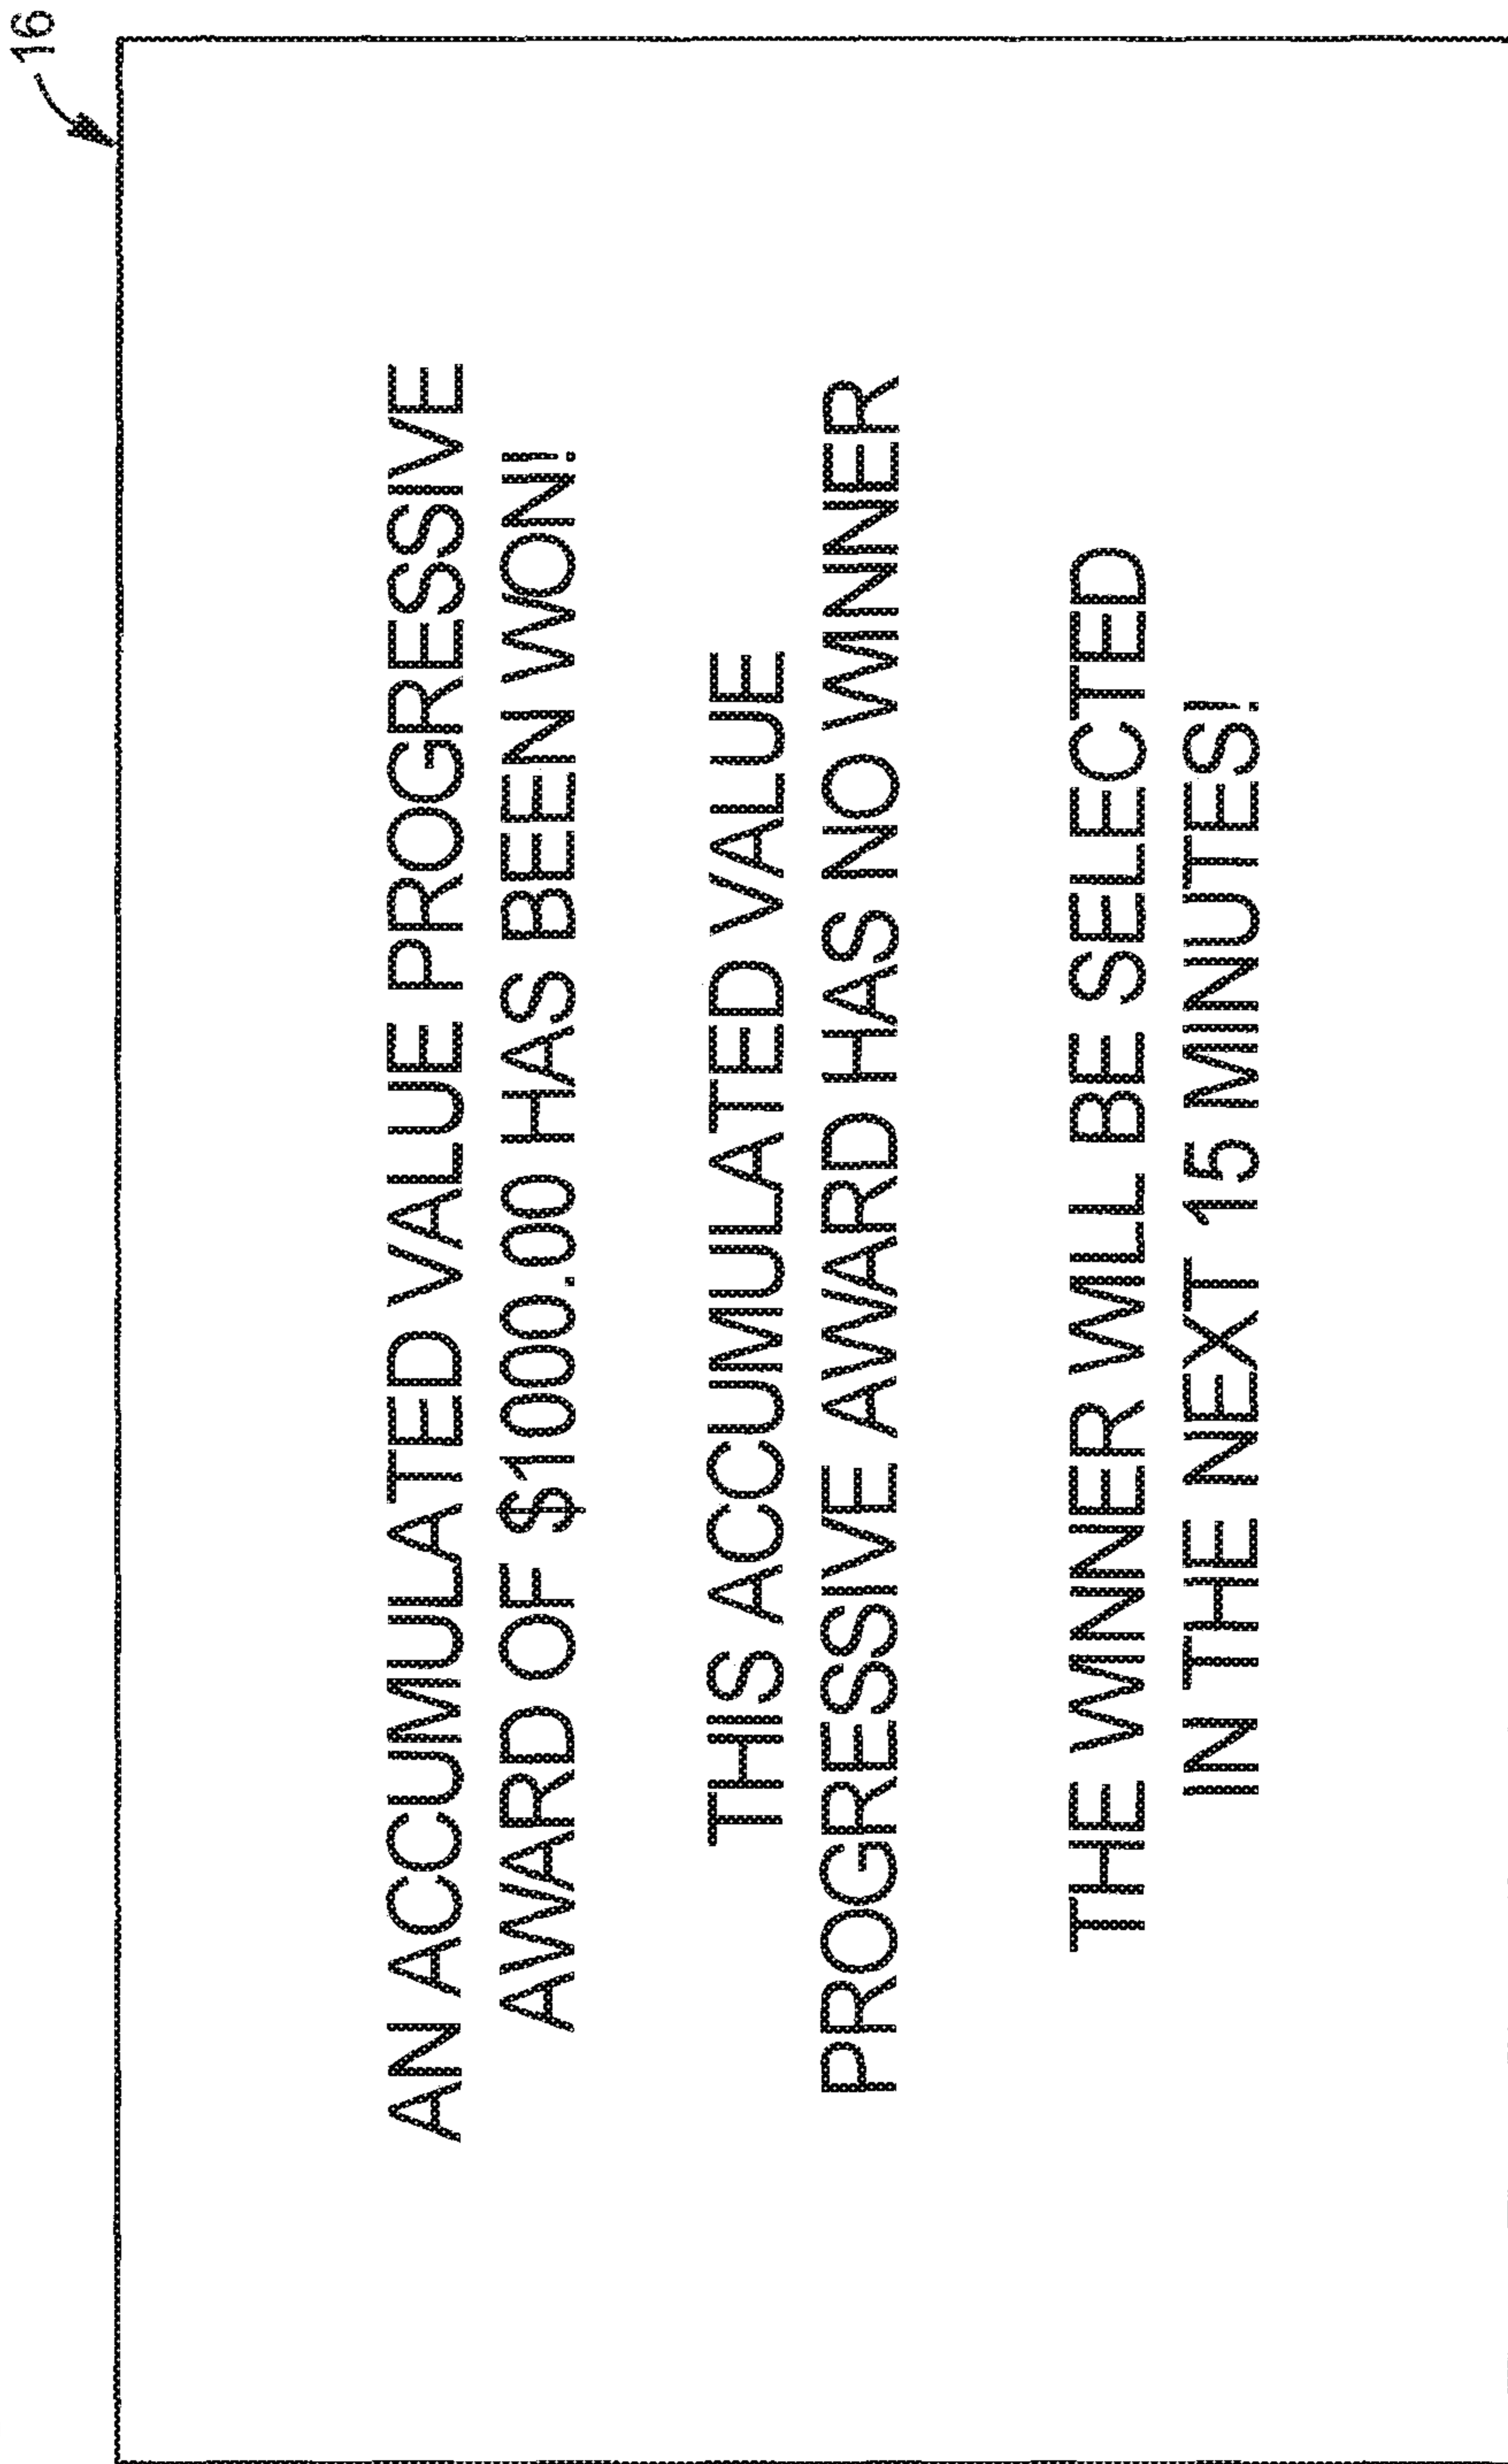 16
AN ACCUMULATED VALUE PROGRESSIVE
AWARD OF $1000.00 HAS BEEN WON!
THIS ACCUMULATED VALUE
PROGRESSIVE AWARD HAS NO WINNER
THE WINNER WILL BE SELECTED
IN THE NEXT 15 MINUTES!